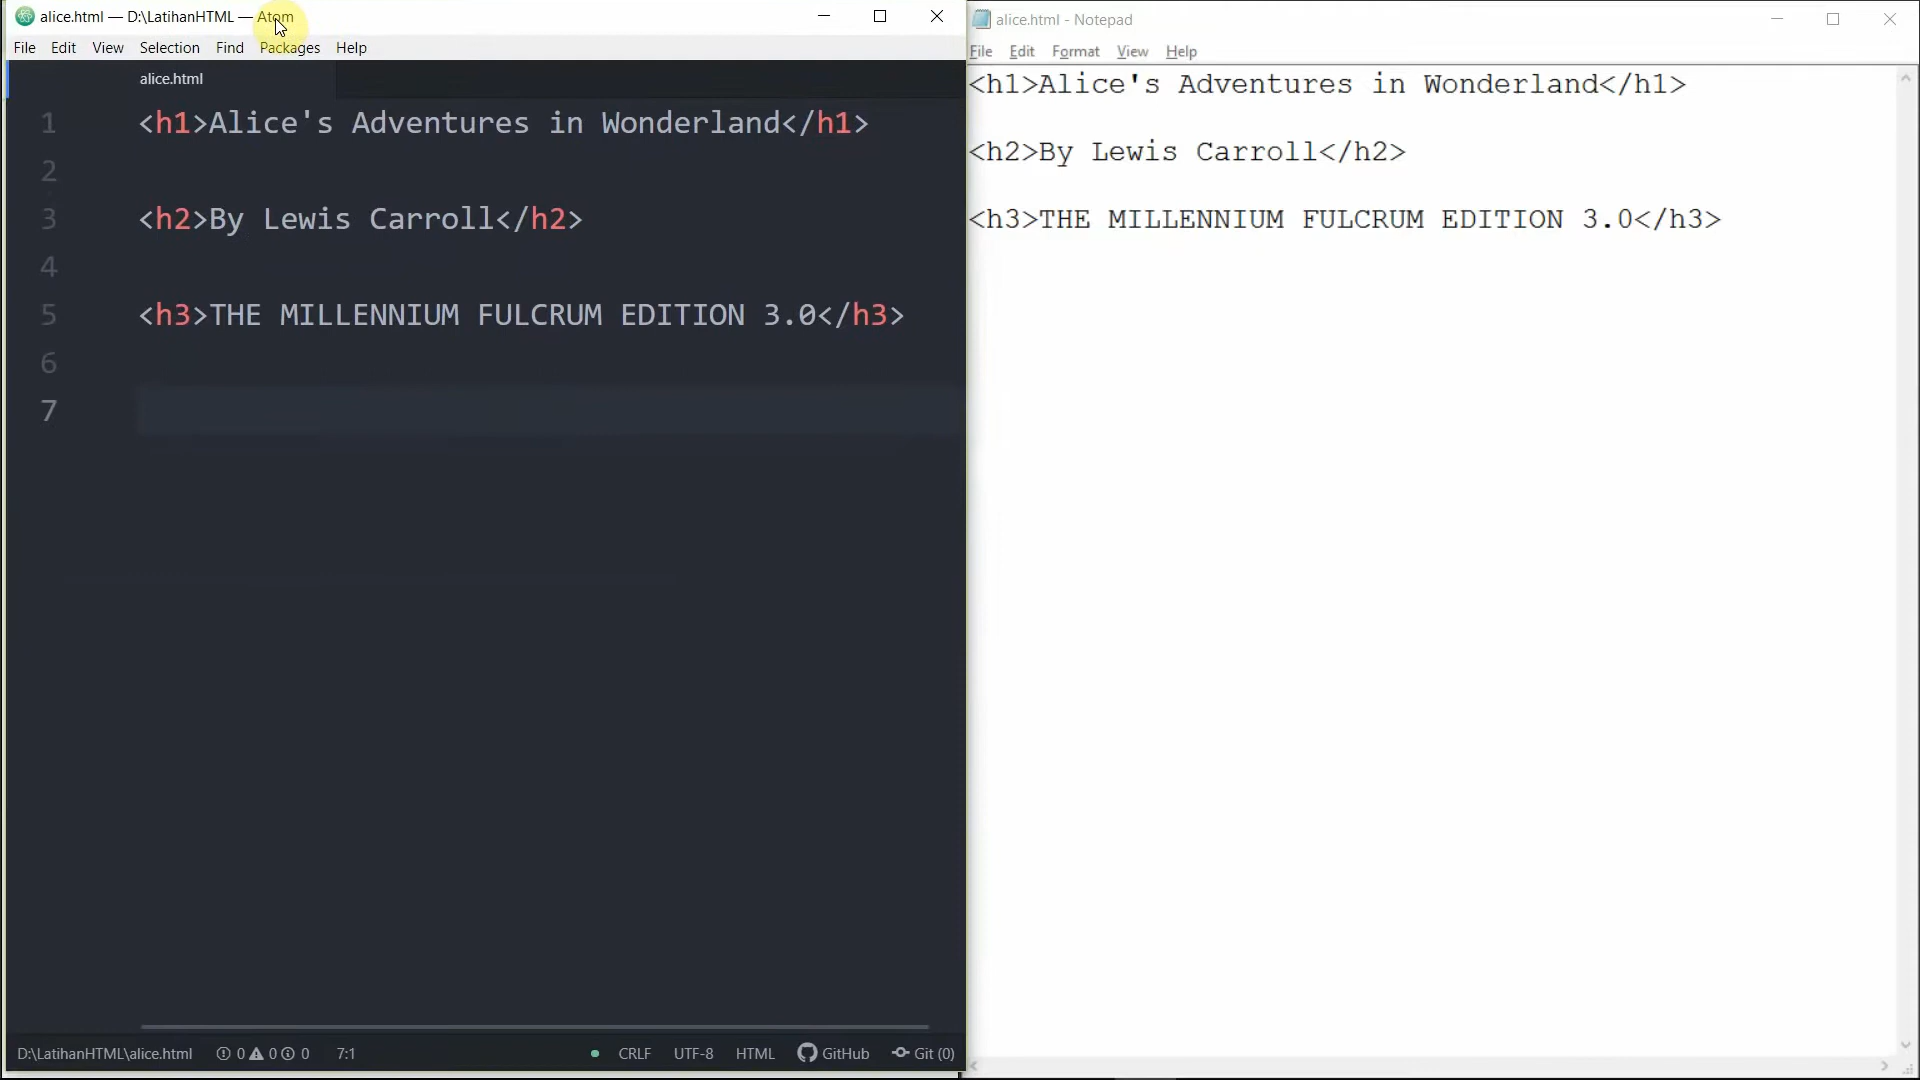 alice.html — D:\LatihanHTML — Atom
File Edit View Selection Find Packages Help
alice.html
1 <h1>Alice's Adventures in Wonderland</h1>
2
3 <h2>By Lewis Carroll</h2>
4
5 <h3>THE MILLENNIUM FULCRUM EDITION 3.0</h3>
6
7
D:\LatihanHTML\alice.html 0 0 0 7:1 CRLF UTF-8 HTML GitHub Git (0)
alice.html - Notepad
File Edit Format View Help
<h1>Alice's Adventures in Wonderland</h1>
<h2>By Lewis Carroll</h2>
<h3>THE MILLENNIUM FULCRUM EDITION 3.0</h3>